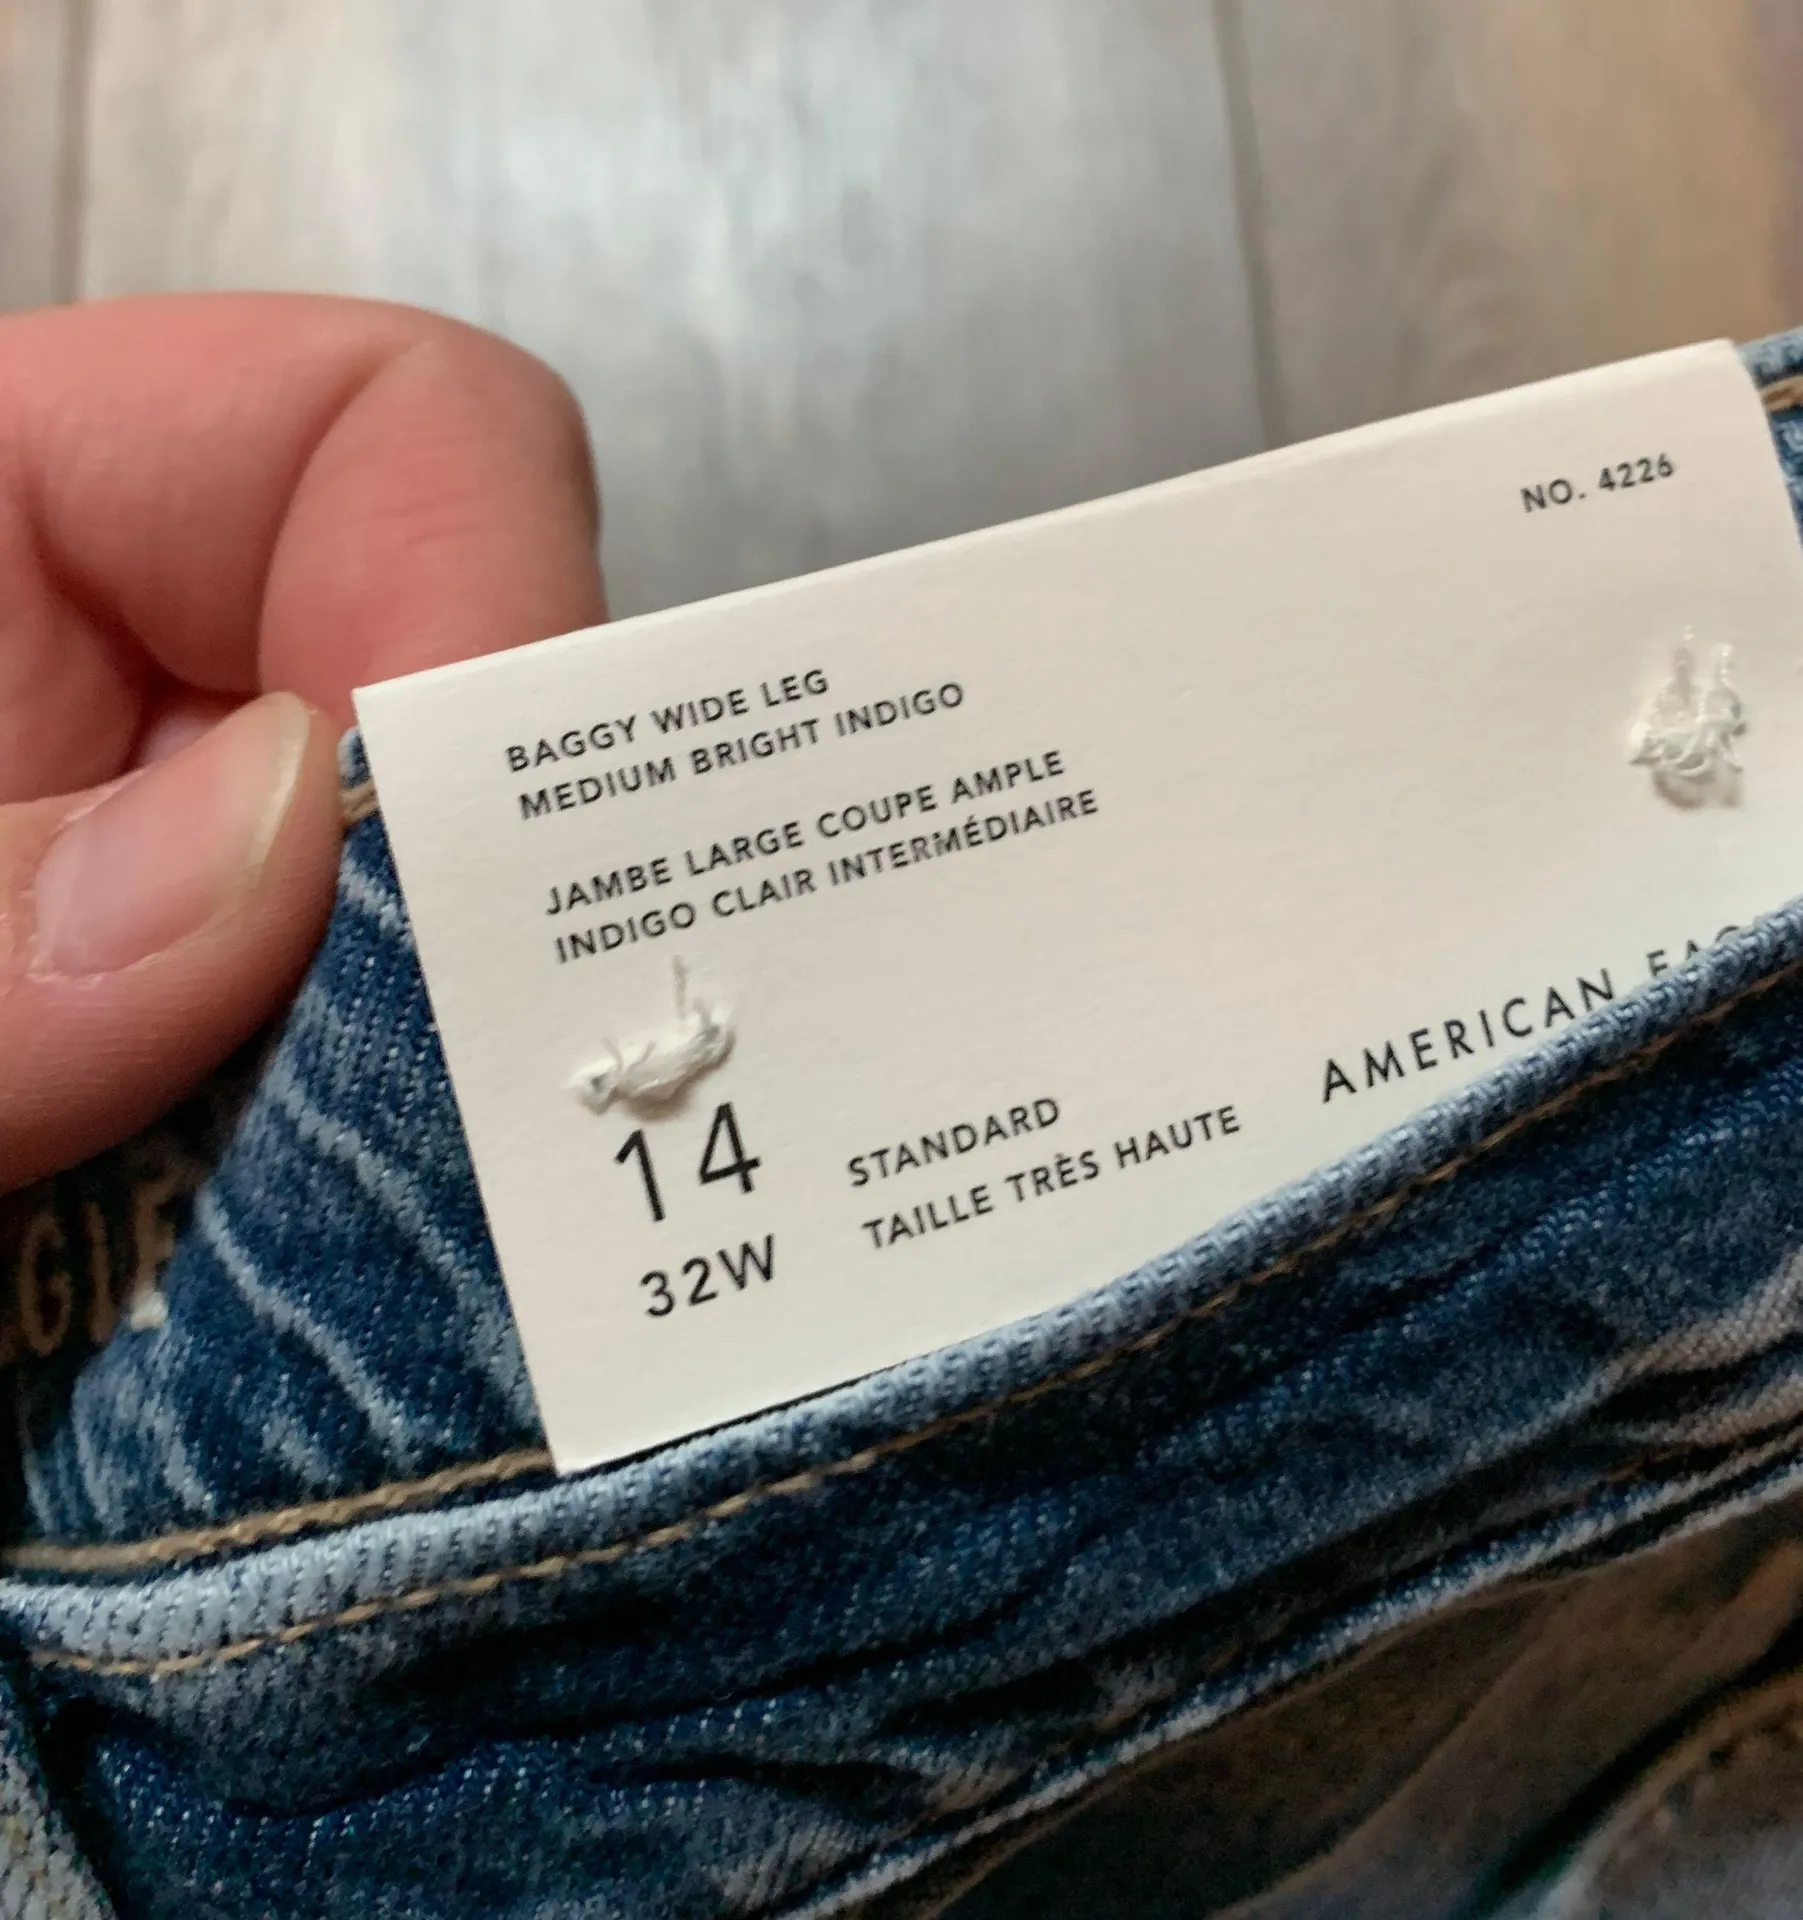 NO. 4226
BAGGY WIDE LEG
MEDIUM BRIGHT INDIGO
JAMBE LARGE COUPE AMPLE
INDIGO CLAIR INTERMÉDIAIRE
14
32W
STANDARD
TAILLE TRÈS HAUTE
AMERICAN